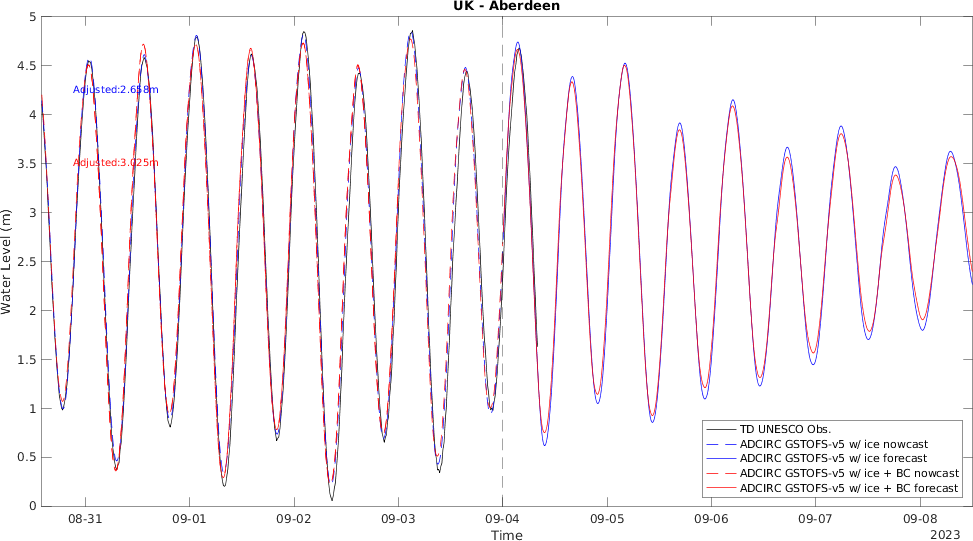 UK - Aberdeen
Water Level (m)
5
4.5
4
3.5
3
2.5
2
1.5
1
0.5
0
Adjusted:2.658m
Adjusted:3.025m
TD UNESCO Obs.
ADCIRC GSTOFS-v5 w/ ice nowcast
ADCIRC GSTOFS-v5 w/ ice forecast
ADCIRC GSTOFS-v5 w/ ice + BC nowcast
ADCIRC GSTOFS-v5 w/ ice + BC forecast
08-31 09-01 09-02 09-03 09-04 09-05 09-06 09-07 09-08
Time
2023